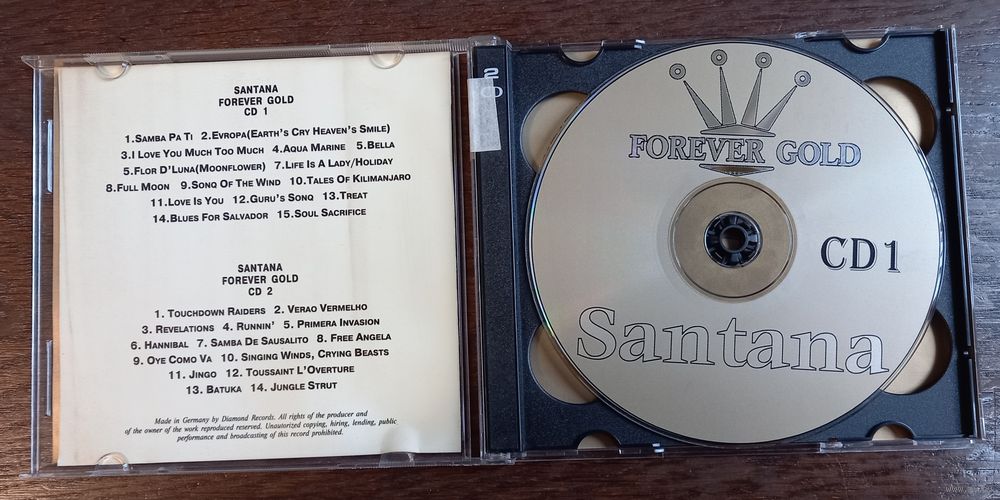 SANTANA
FOREVER GOLD
CD 1
1.SAMBA PA TI 2.EVROPA(EARTH'S CRY HEAVEN'S SMILE)
3.I LOVE YOU MUCH TOO MUCH 4.AQUA MARINE 5.BELLA
5.FLOR D'LUNA(MOONFLOWER) 7.LIFE IS A LADY/HOLIDAY
8.FULL MOON 9.SONQ OF THE WIND 10.TALES OF KILIMANJARO
11.LOVE IS YOU 12.GURU'S SONQ 13.TREAT
14.BLUES FOR SALVADOR 15.SOUL SACRIFICE
SANTANA
FOREVER GOLD
CD 2
1. TOUCHDOWN RAIDERS 2. VERAO VERMELHO
3. REVELATIONS 4. RUNNIN' 5. PRIMERA INVASION
6. HANNIBAL 7. SAMBA DE SAUSALITO 8. FREE ANGELA
9. OYE COMO VA 10. SINGING WINDS, CRYING BEASTS
11. JINGO 12. TOUSSAINT L'OVERTURE
13. BATUKA 14. JUNGLE STRUT
Made in Germany by Diamond Records. All rights of the producer and
of the owner of the work reproduced reserved. Unautorized copying, hiring, lending, public
performance and broadcasting of this record prohibited.
2
CD
FOREVER GOLD
CD 1
Santana